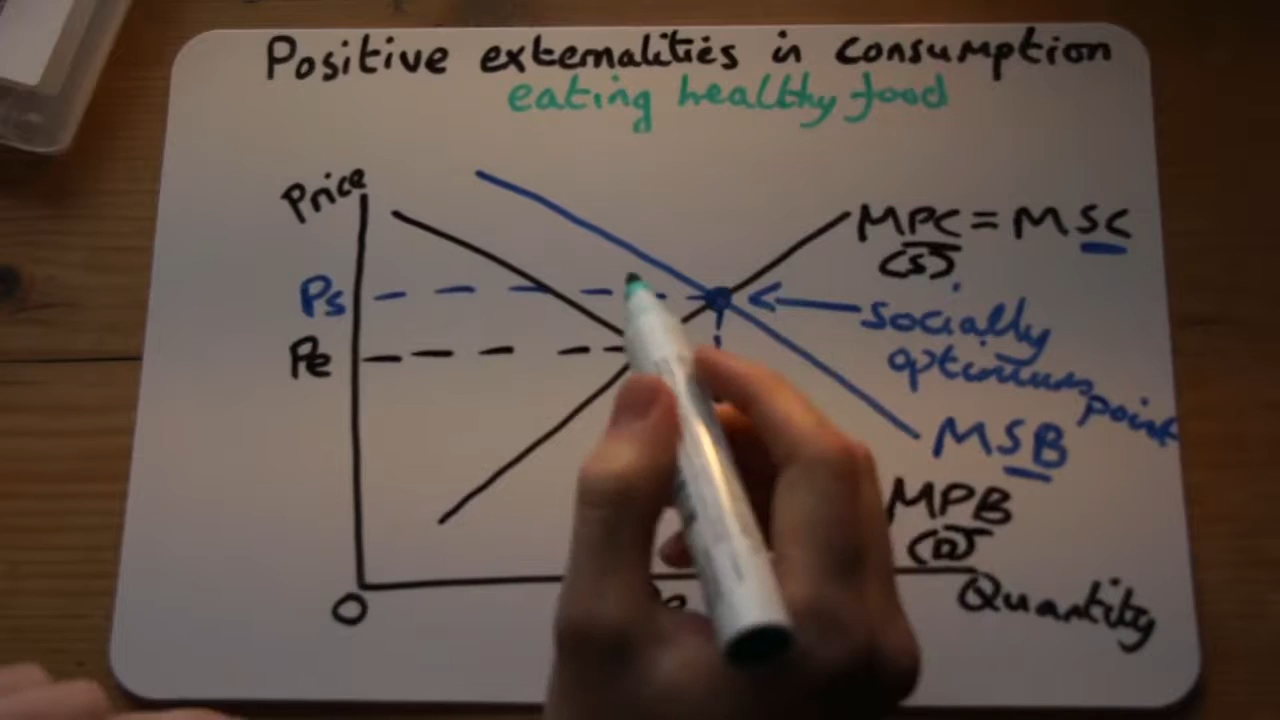 Positive externalities in consumption
eating healthy food
Price
MPC = MSC
(S)
Ps
socially
optimum
point
Pe
MSB
MPB
(D)
O
Quantity